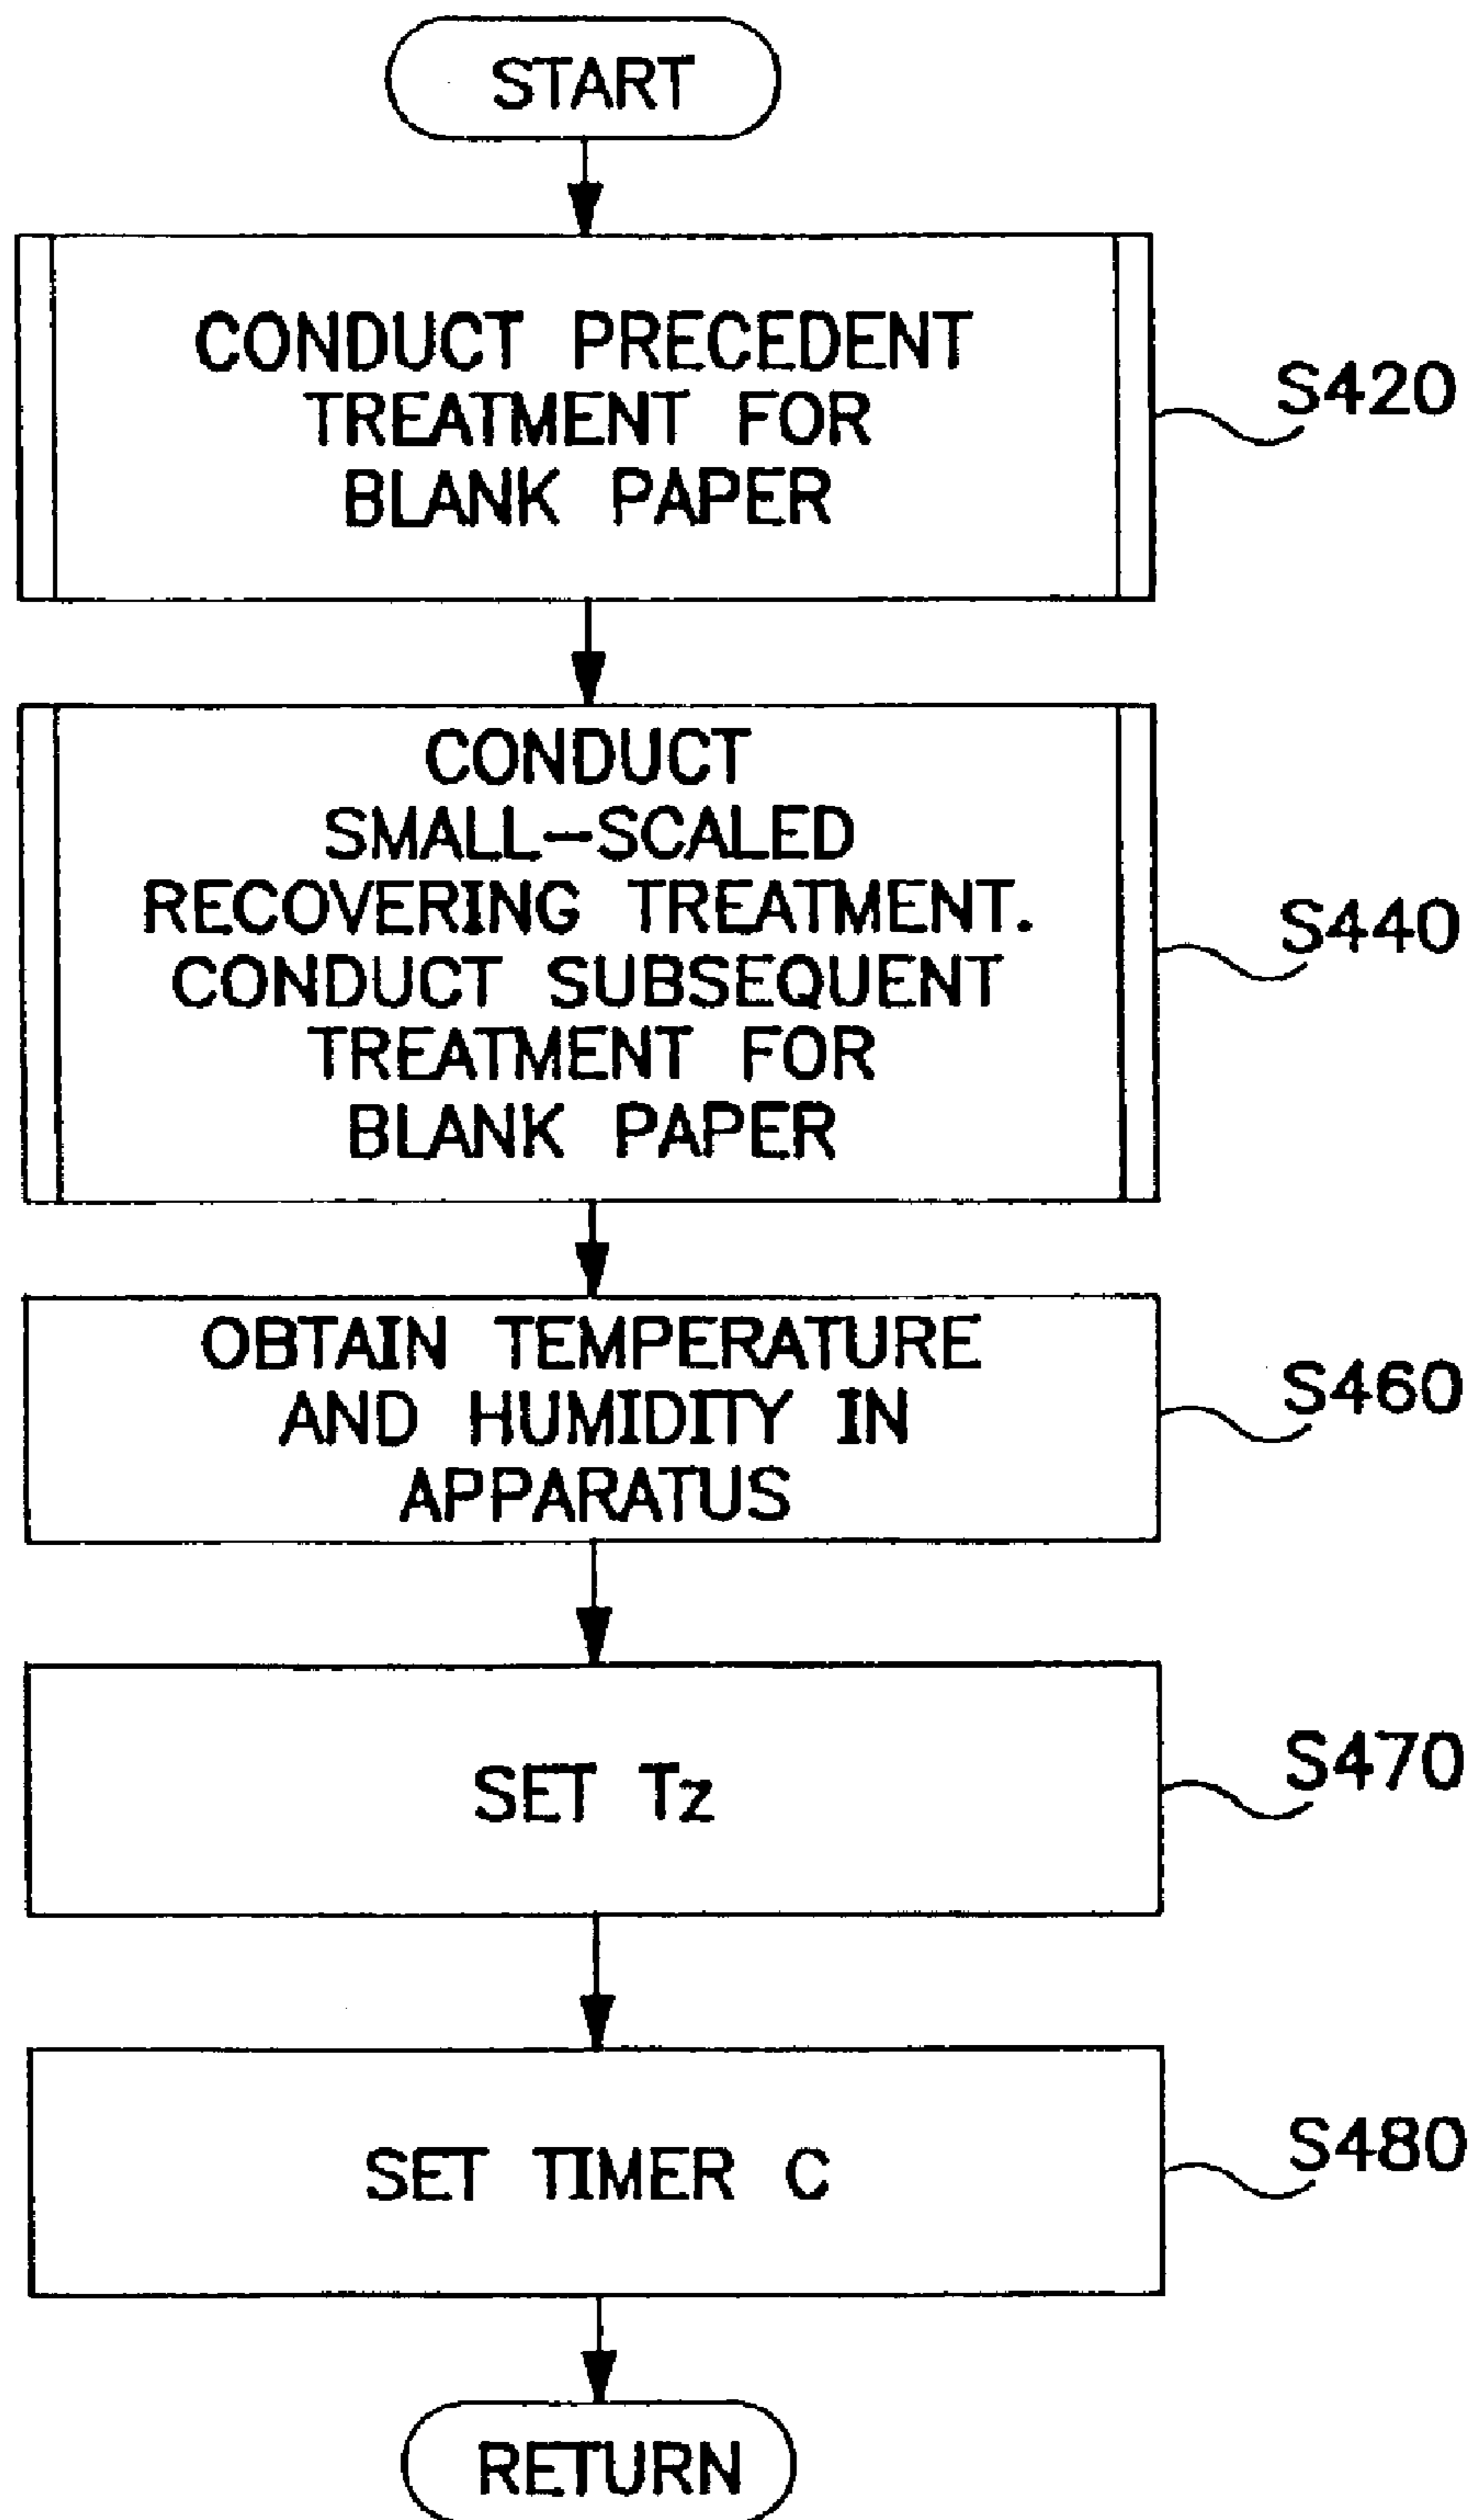 START
CONDUCT PRECEDENT
TREATMENT FOR
BLANK PAPER
S420
CONDUCT
SMALL-SCALED
RECOVERING TREATMENT.
CONDUCT SUBSEQUENT
TREATMENT FOR
BLANK PAPER
S440
OBTAIN TEMPERATURE
AND HUMIDITY IN
APPARATUS
S460
SET Tz
S470
SET TIMER C
S480
RETURN